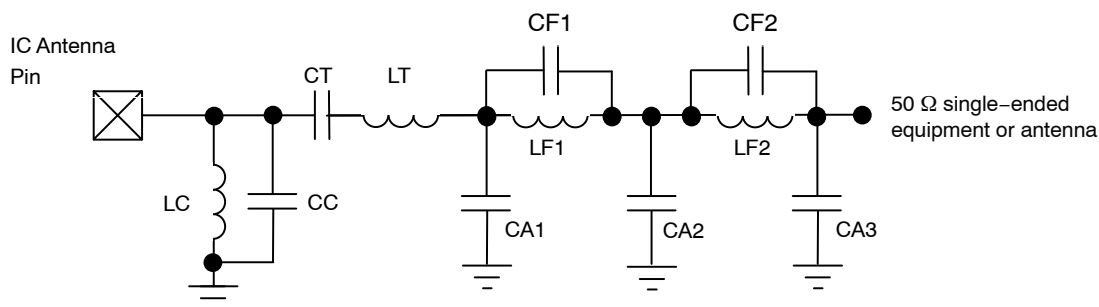 IC Antenna
Pin
CT
LT
CF1
CF2
LC
CC
LF1
LF2
CA1
CA2
CA3
50 Ω single−ended
equipment or antenna